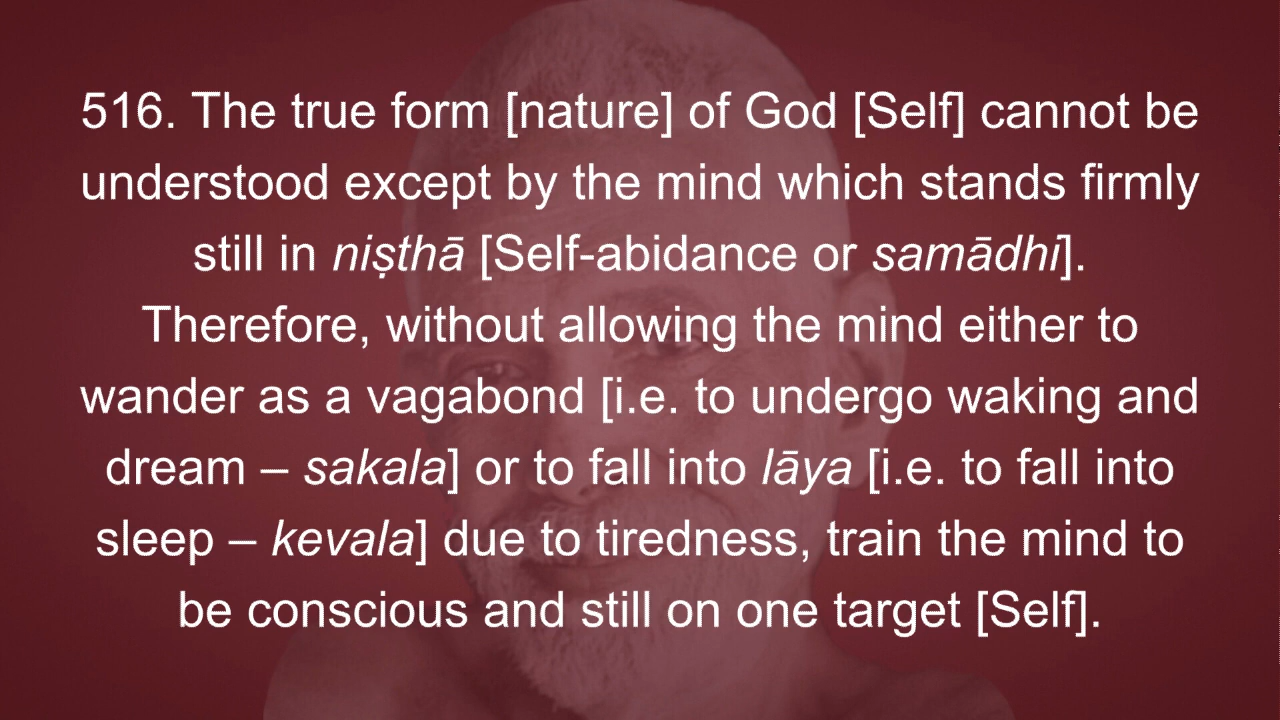 516. The true form [nature] of God [Self] cannot be
understood except by the mind which stands firmly
still in niṣthā [Self-abidance or samādhi].
Therefore, without allowing the mind either to
wander as a vagabond [i.e. to undergo waking and
dream – sakala] or to fall into lāya [i.e. to fall into
sleep – kevala] due to tiredness, train the mind to
be conscious and still on one target [Self].